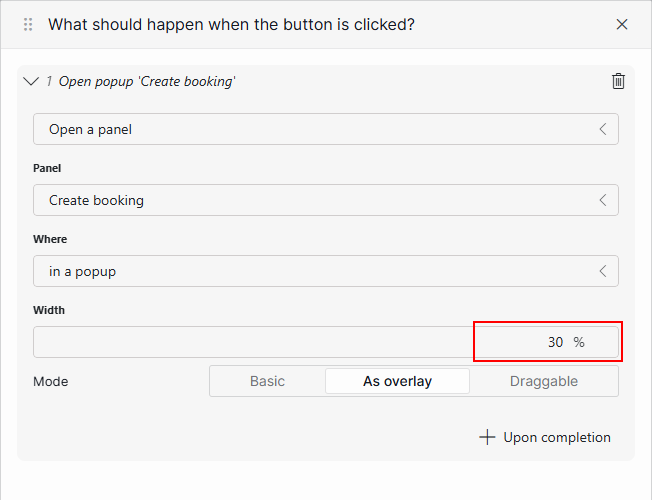 What should happen when the button is clicked?
1 Open popup 'Create booking'
Open a panel
Panel
Create booking
Where
in a popup
Width
30 %
Mode Basic As overlay Draggable
Upon completion